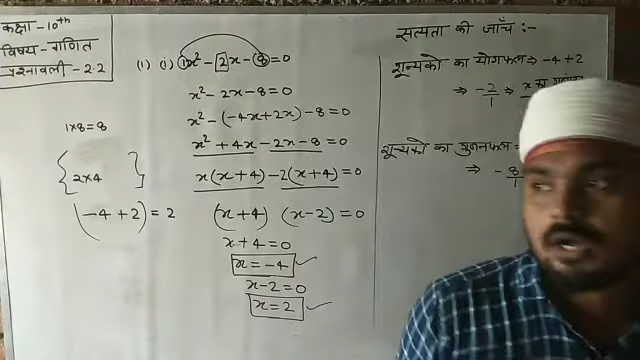 कक्षा - 10th
विषय - गणित
प्रश्नावली - 2.2
(1) (i) 1x² - 2x - 8 = 0
x² - 2x - 8 = 0
x² - (-4x + 2x) - 8 = 0
x² + 4x - 2x - 8 = 0
x(x+4) - 2(x+4) = 0
(x+4) (x-2) = 0
x + 4 = 0
x = -4
x - 2 = 0
x = 2
1×8 = 8
2×4
(-4 + 2) = 2
सत्यता की जाँच :-
शून्यकों का योगफल ⇒ -4 + 2
⇒ -2/1 ⇒
शून्यकों का गुणनफल =
⇒ -8/1